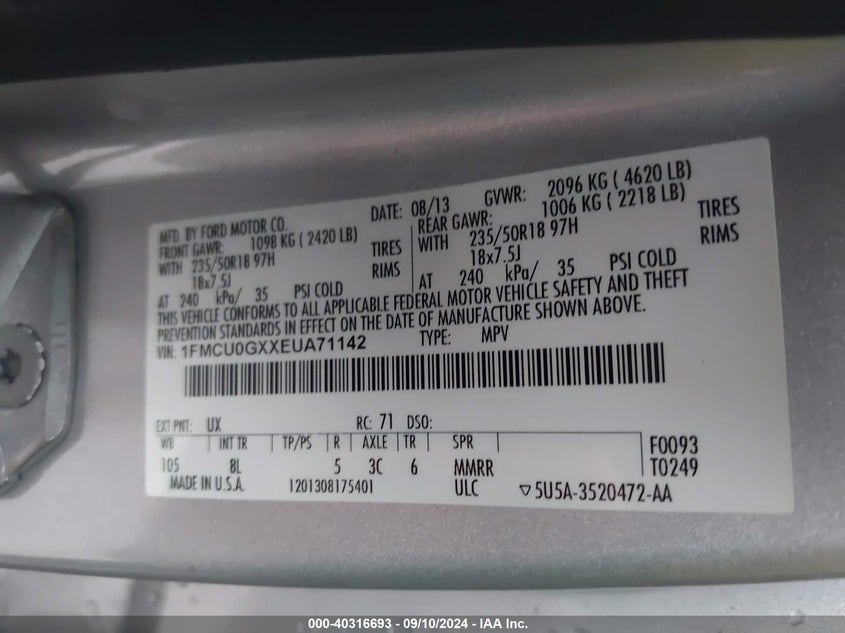 MFD BY FORD MOTOR CO. DATE: 08/13 GVWR: 2096 KG ( 4620 LB)
FRONT GAWR: 1098 KG ( 2420 LB) REAR GAWR: 1006 KG ( 2218 LB)
WITH 235/50R18 97H TIRES WITH 235/50R18 97H TIRES
18x7.5J RIMS 18x7.5J RIMS
AT 240 kPa/ 35 PSI COLD AT 240 kPa/ 35 PSI COLD
THIS VEHICLE CONFORMS TO ALL APPLICABLE FEDERAL MOTOR VEHICLE SAFETY AND THEFT
PREVENTION STANDARDS IN EFFECT ON THE DATE OF MANUFACTURE SHOWN ABOVE.
VIN: 1FMCU0GXXEUA71142 TYPE: MPV
EXT PNT: UX RC: 71 DSO:
WB INT TR TP/PS R AXLE TR SPR F0093
105 8L 5 3C 6 MMRR T0249
MADE IN U.S.A. 1201308175401 ULC ▽5U5A-3520472-AA
000-40316693 - 09/10/2024 - IAA Inc.